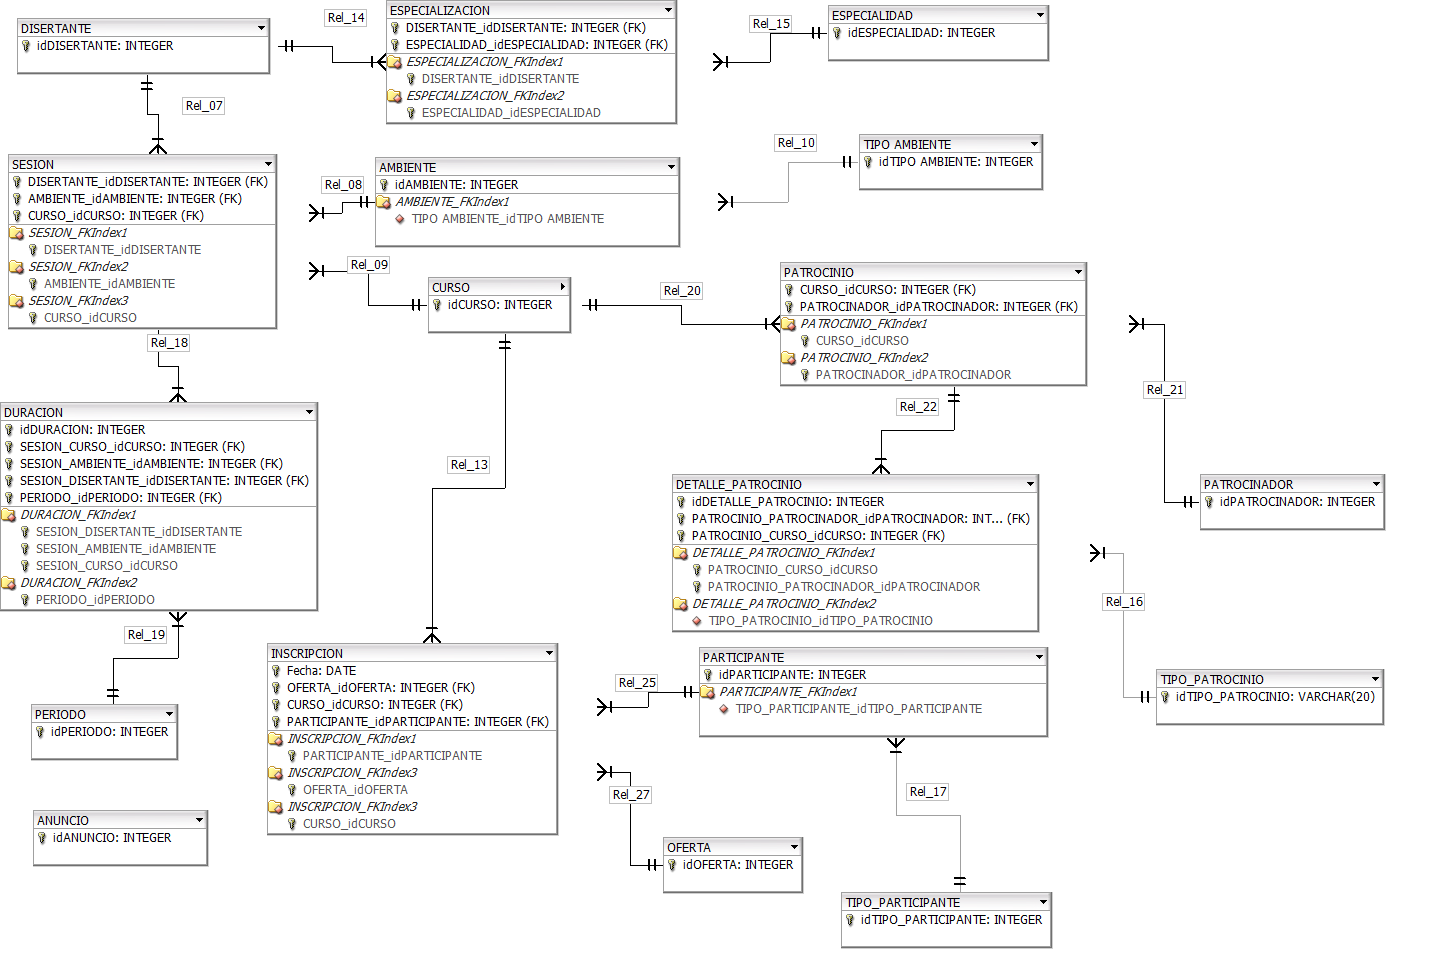 DISERTANTE
idDISERTANTE: INTEGER
Rel_14
ESPECIALIZACION
DISERTANTE_idDISERTANTE: INTEGER (FK)
ESPECIALIDAD_idESPECIALIDAD: INTEGER (FK)
ESPECIALIZACION_FKIndex1
DISERTANTE_idDISERTANTE
ESPECIALIZACION_FKIndex2
ESPECIALIDAD_idESPECIALIDAD
Rel_15
ESPECIALIDAD
idESPECIALIDAD: INTEGER
Rel_07
SESION
DISERTANTE_idDISERTANTE: INTEGER (FK)
AMBIENTE_idAMBIENTE: INTEGER (FK)
CURSO_idCURSO: INTEGER (FK)
SESION_FKIndex1
DISERTANTE_idDISERTANTE
SESION_FKIndex2
AMBIENTE_idAMBIENTE
SESION_FKIndex3
CURSO_idCURSO
Rel_08
AMBIENTE
idAMBIENTE: INTEGER
AMBIENTE_FKIndex1
TIPO AMBIENTE_idTIPO AMBIENTE
Rel_10
TIPO AMBIENTE
idTIPO AMBIENTE: INTEGER
Rel_09
CURSO
idCURSO: INTEGER
Rel_20
PATROCINIO
CURSO_idCURSO: INTEGER (FK)
PATROCINADOR_idPATROCINADOR: INTEGER (FK)
PATROCINIO_FKIndex1
CURSO_idCURSO
PATROCINIO_FKIndex2
PATROCINADOR_idPATROCINADOR
Rel_18
Rel_21
Rel_22
DURACION
idDURACION: INTEGER
SESION_CURSO_idCURSO: INTEGER (FK)
SESION_AMBIENTE_idAMBIENTE: INTEGER (FK)
SESION_DISERTANTE_idDISERTANTE: INTEGER (FK)
PERIODO_idPERIODO: INTEGER (FK)
DURACION_FKIndex1
SESION_DISERTANTE_idDISERTANTE
SESION_AMBIENTE_idAMBIENTE
SESION_CURSO_idCURSO
DURACION_FKIndex2
PERIODO_idPERIODO
Rel_13
DETALLE_PATROCINIO
idDETALLE_PATROCINIO: INTEGER
PATROCINIO_PATROCINADOR_idPATROCINADOR: INT... (FK)
PATROCINIO_CURSO_idCURSO: INTEGER (FK)
DETALLE_PATROCINIO_FKIndex1
PATROCINIO_CURSO_idCURSO
PATROCINIO_PATROCINADOR_idPATROCINADOR
DETALLE_PATROCINIO_FKIndex2
TIPO_PATROCINIO_idTIPO_PATROCINIO
PATROCINADOR
idPATROCINADOR: INTEGER
Rel_16
Rel_19
INSCRIPCION
Fecha: DATE
OFERTA_idOFERTA: INTEGER (FK)
CURSO_idCURSO: INTEGER (FK)
PARTICIPANTE_idPARTICIPANTE: INTEGER (FK)
INSCRIPCION_FKIndex1
PARTICIPANTE_idPARTICIPANTE
INSCRIPCION_FKIndex3
OFERTA_idOFERTA
INSCRIPCION_FKIndex3
CURSO_idCURSO
Rel_25
PARTICIPANTE
idPARTICIPANTE: INTEGER
PARTICIPANTE_FKIndex1
TIPO_PARTICIPANTE_idTIPO_PARTICIPANTE
TIPO_PATROCINIO
idTIPO_PATROCINIO: VARCHAR(20)
PERIODO
idPERIODO: INTEGER
Rel_27
Rel_17
ANUNCIO
idANUNCIO: INTEGER
OFERTA
idOFERTA: INTEGER
TIPO_PARTICIPANTE
idTIPO_PARTICIPANTE: INTEGER